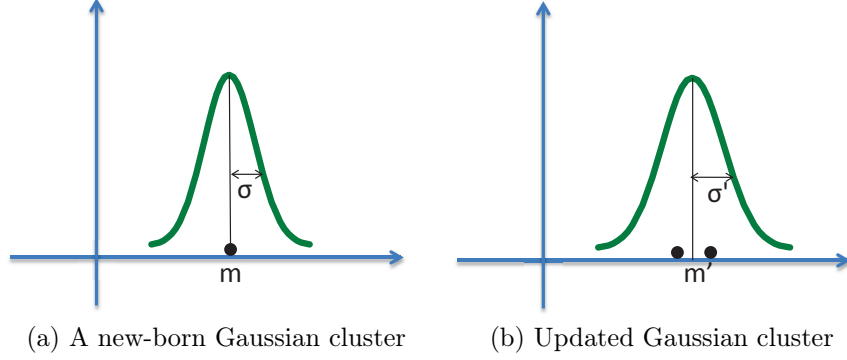 σ
m
σ'
m'
(a) A new-born Gaussian cluster
(b) Updated Gaussian cluster